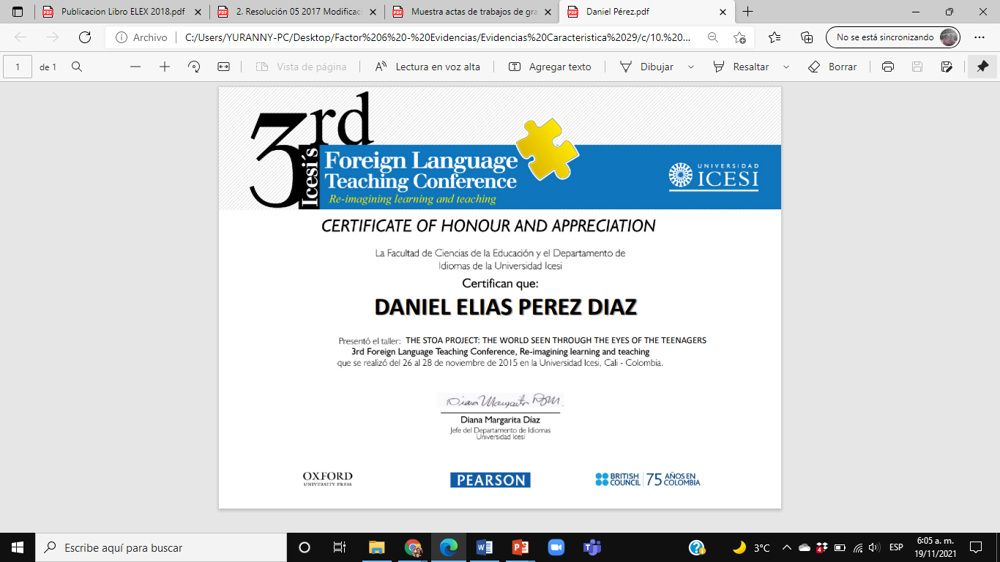 Publicacion Libro ELEX 2018.pdf
2. Resolución 05 2017 Modificaci
Muestra actas de trabajos de gra
Daniel Pérez.pdf
Archivo
C:/Users/YURANNY-PC/Desktop/Factor%206%20-%20Evidencias/Evidencias%20Caracteristica%2029/c/10.%20...
No se está sincronizando
1
de 1
Vista de página
Lectura en voz alta
Agregar texto
Dibujar
Resaltar
Borrar
3rd
Icesi´s
Foreign Language
Teaching Conference
Re-imagining learning and teaching
UNIVERSIDAD
ICESI
CERTIFICATE OF HONOUR AND APPRECIATION
La Facultad de Ciencias de la Educación y el Departamento de
Idiomas de la Universidad Icesi
Certifican que:
DANIEL ELIAS PEREZ DIAZ
Presentó el taller: THE STOA PROJECT: THE WORLD SEEN THROUGH THE EYES OF THE TEENAGERS
3rd Foreign Language Teaching Conference, Re-imagining learning and teaching
que se realizó del 26 al 28 de noviembre de 2015 en la Universidad Icesi, Cali - Colombia.
Diana Margarita Díaz
Jefe del Departamento de Idiomas
Universidad Icesi
OXFORD
UNIVERSITY PRESS
PEARSON
BRITISH
COUNCIL
75 AÑOS EN
COLOMBIA
Escribe aquí para buscar
3°C
ESP
6:05 a. m.
19/11/2021